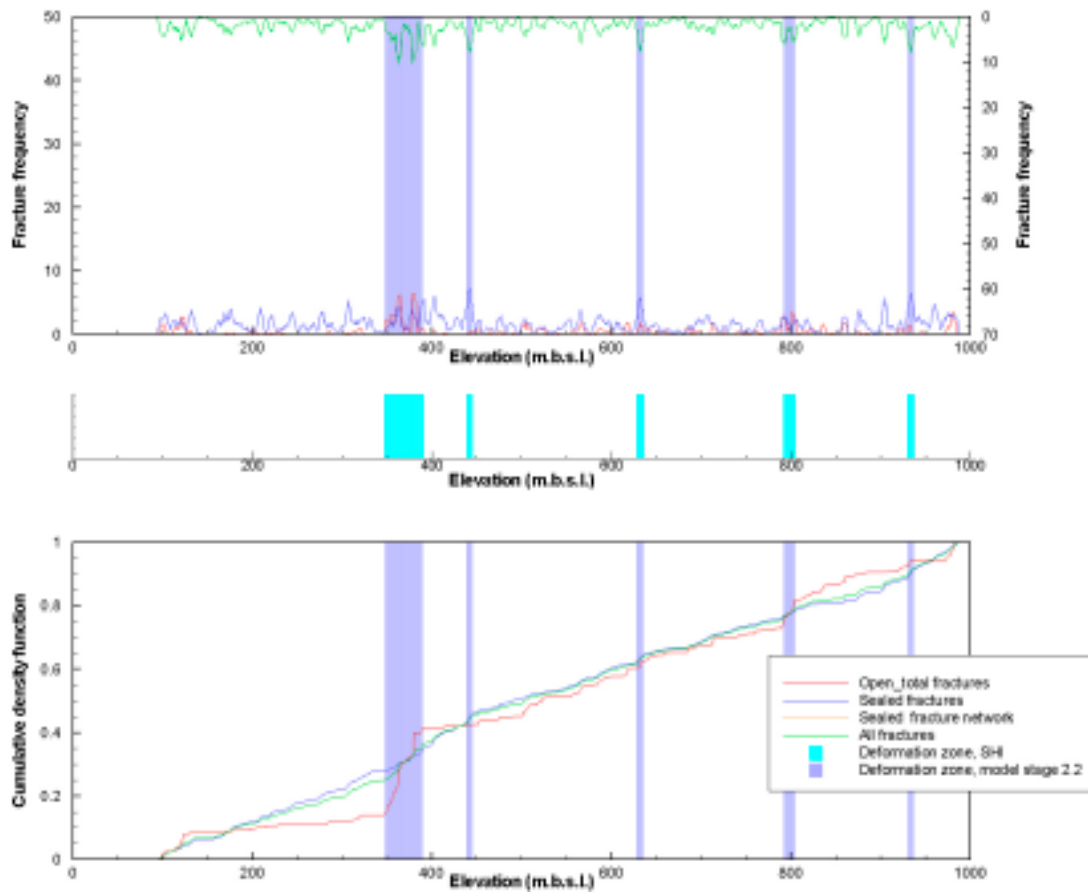 50
40
30
20
10
0
Fracture frequency
0
10
20
30
40
50
60
70
Fracture frequency
0 200 400 600 800 1000
Elevation (m.b.s.l.)
0 200 400 600 800 1000
Elevation (m.b.s.l.)
1
0.8
0.6
0.4
0.2
0
Cumulative density function
Open_total fractures
Sealed fractures
Sealed fracture network
All fractures
Deformation zone, SHI
Deformation zone, model stage 2.2
0 200 400 600 800 1000
Elevation (m.b.s.l.)